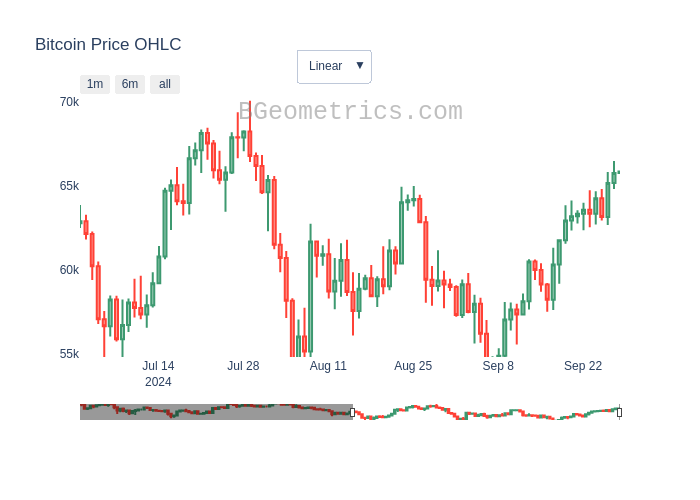 Bitcoin Price OHLC
Linear ▼
1m 6m all
BGeometrics.com
70k
65k
60k
55k
Jul 14 Jul 28 Aug 11 Aug 25 Sep 8 Sep 22
2024